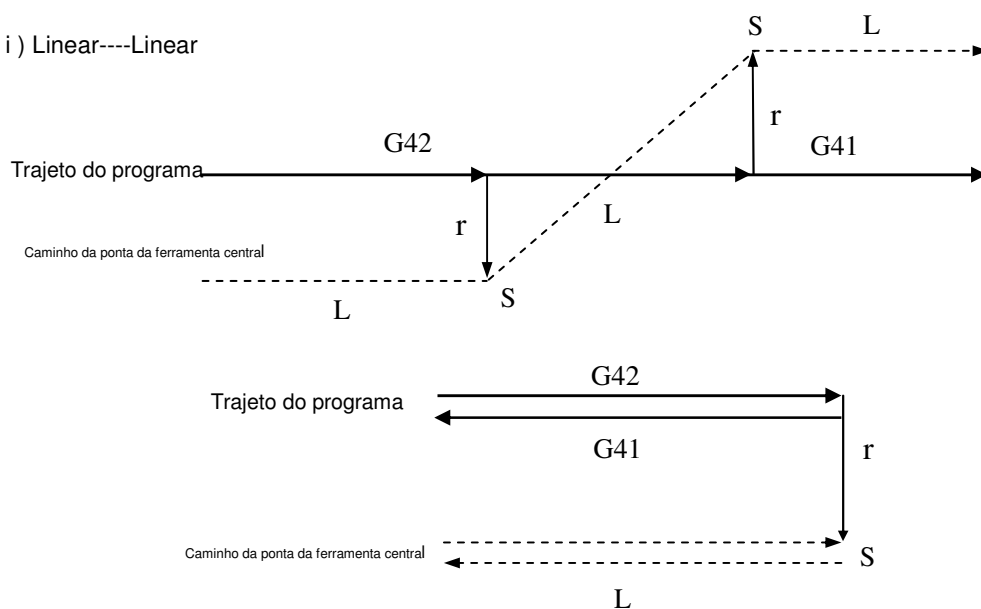 i ) Linear----Linear
S
L
r
G42
G41
Trajeto do programa
r
L
Caminho da ponta da ferramenta central
L
S
G42
Trajeto do programa
G41
r
Caminho da ponta da ferramenta central
S
L